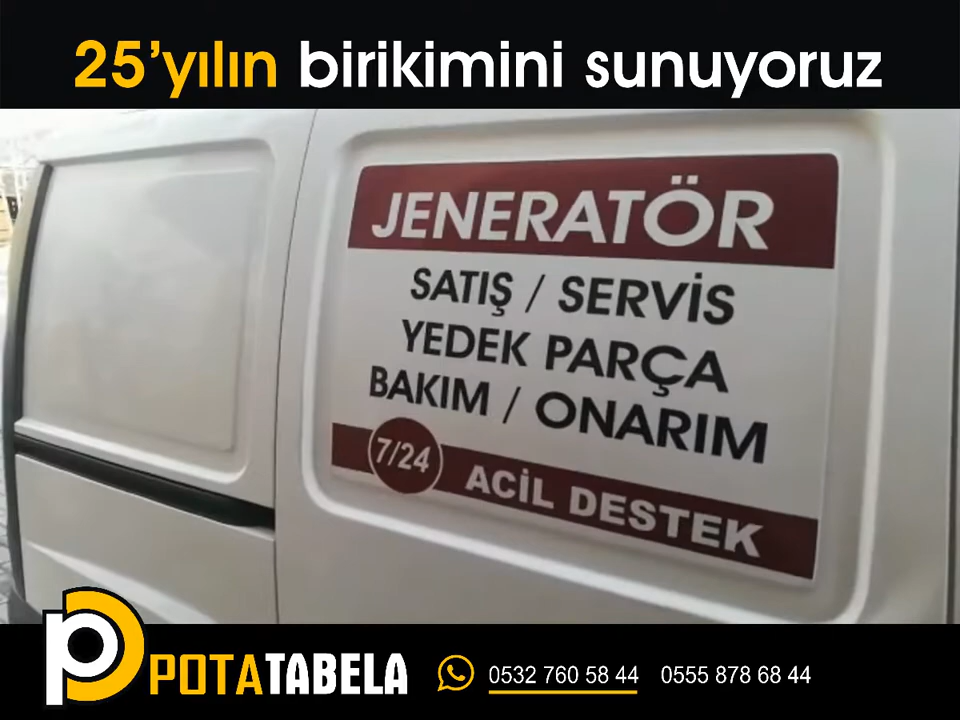 25'yılın birikimini sunuyoruz
JENERATÖR
SATIŞ / SERVİS
YEDEK PARÇA
BAKIM / ONARIM
7/24 ACİL DESTEK
POTATABELA 0532 760 58 44 0555 878 68 44